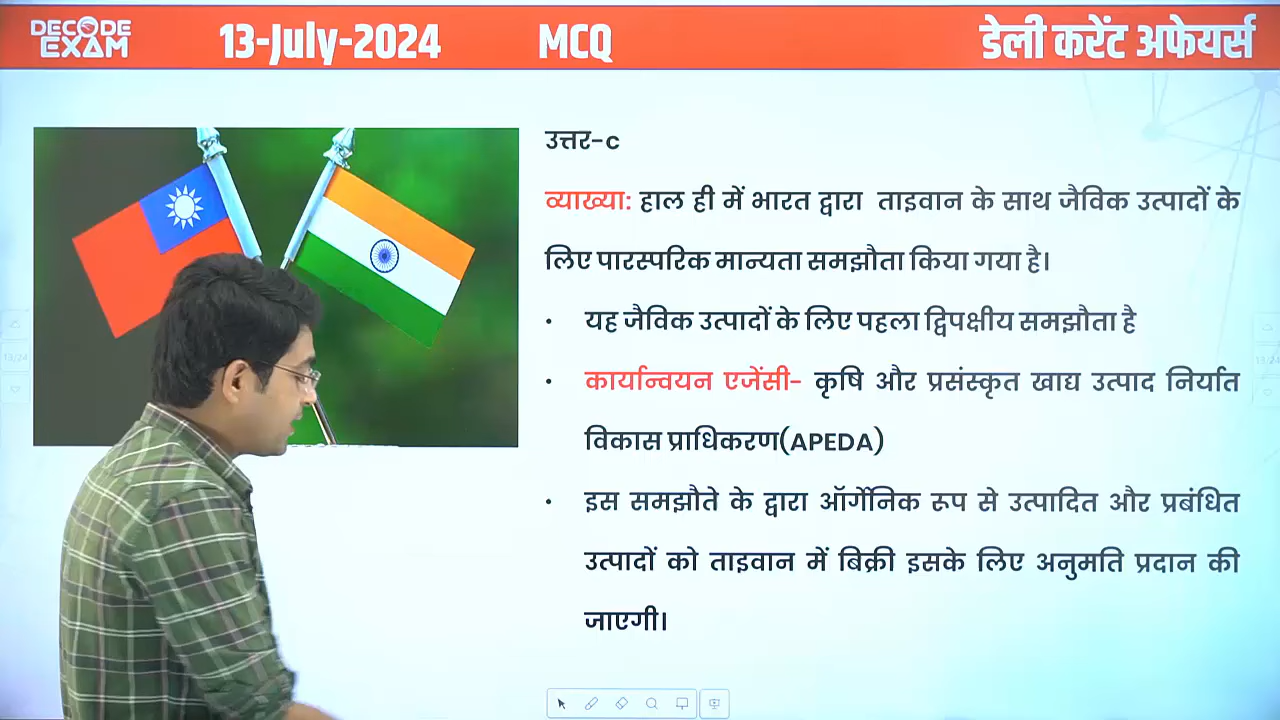 DECODE
EXAM
13-July-2024
MCQ
डेली करेंट अफेयर्स
उत्तर-c
व्याख्या: हाल ही में भारत द्वारा ताइवान के साथ जैविक उत्पादों के
लिए पारस्परिक मान्यता समझौता किया गया है।
• यह जैविक उत्पादों के लिए पहला द्विपक्षीय समझौता है
• कार्यान्वयन एजेंसी- कृषि और प्रसंस्कृत खाद्य उत्पाद निर्यात
विकास प्राधिकरण(APEDA)
• इस समझौते के द्वारा ऑर्गेनिक रूप से उत्पादित और प्रबंधित
उत्पादों को ताइवान में बिक्री इसके लिए अनुमति प्रदान की
जाएगी।
13/24